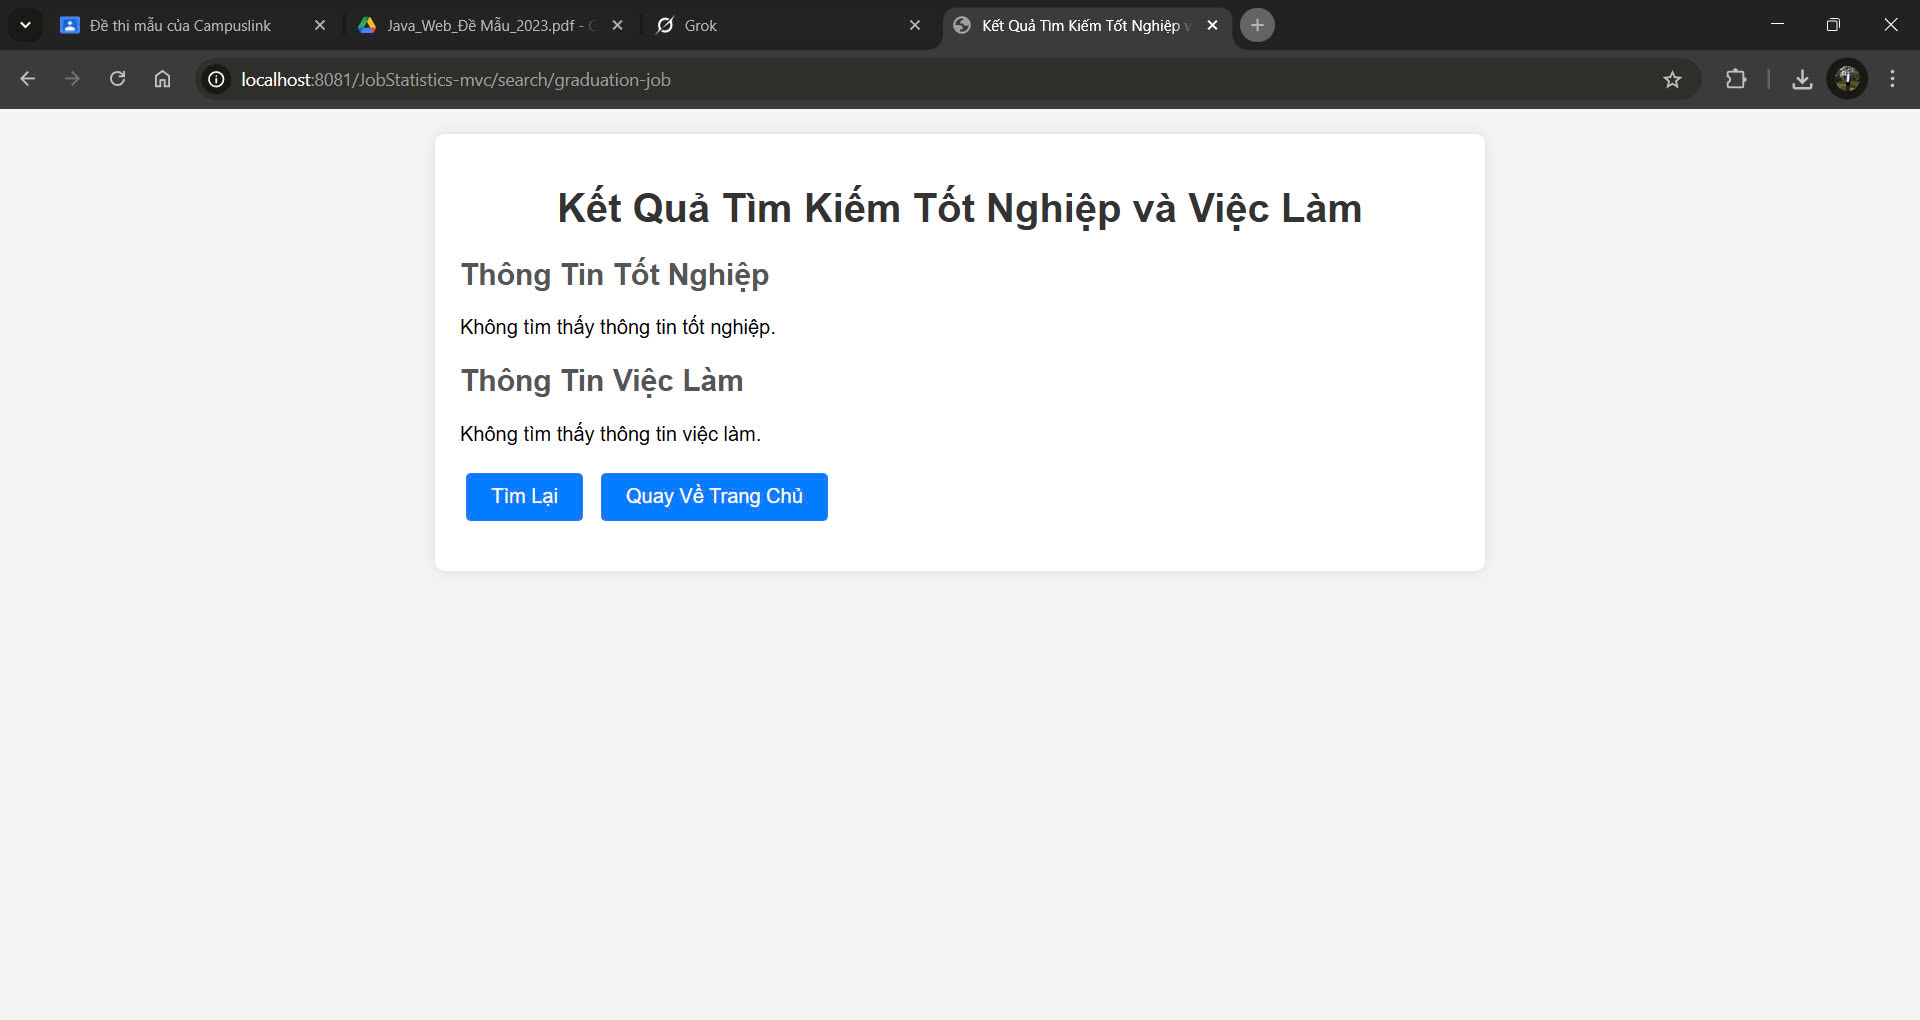 Đề thi mẫu của Campuslink
Java_Web_Đề Mẫu_2023.pdf - G
Grok
Kết Quả Tìm Kiếm Tốt Nghiệp v
localhost:8081/JobStatistics-mvc/search/graduation-job
Kết Quả Tìm Kiếm Tốt Nghiệp và Việc Làm
Thông Tin Tốt Nghiệp
Không tìm thấy thông tin tốt nghiệp.
Thông Tin Việc Làm
Không tìm thấy thông tin việc làm.
Tìm Lại
Quay Về Trang Chủ